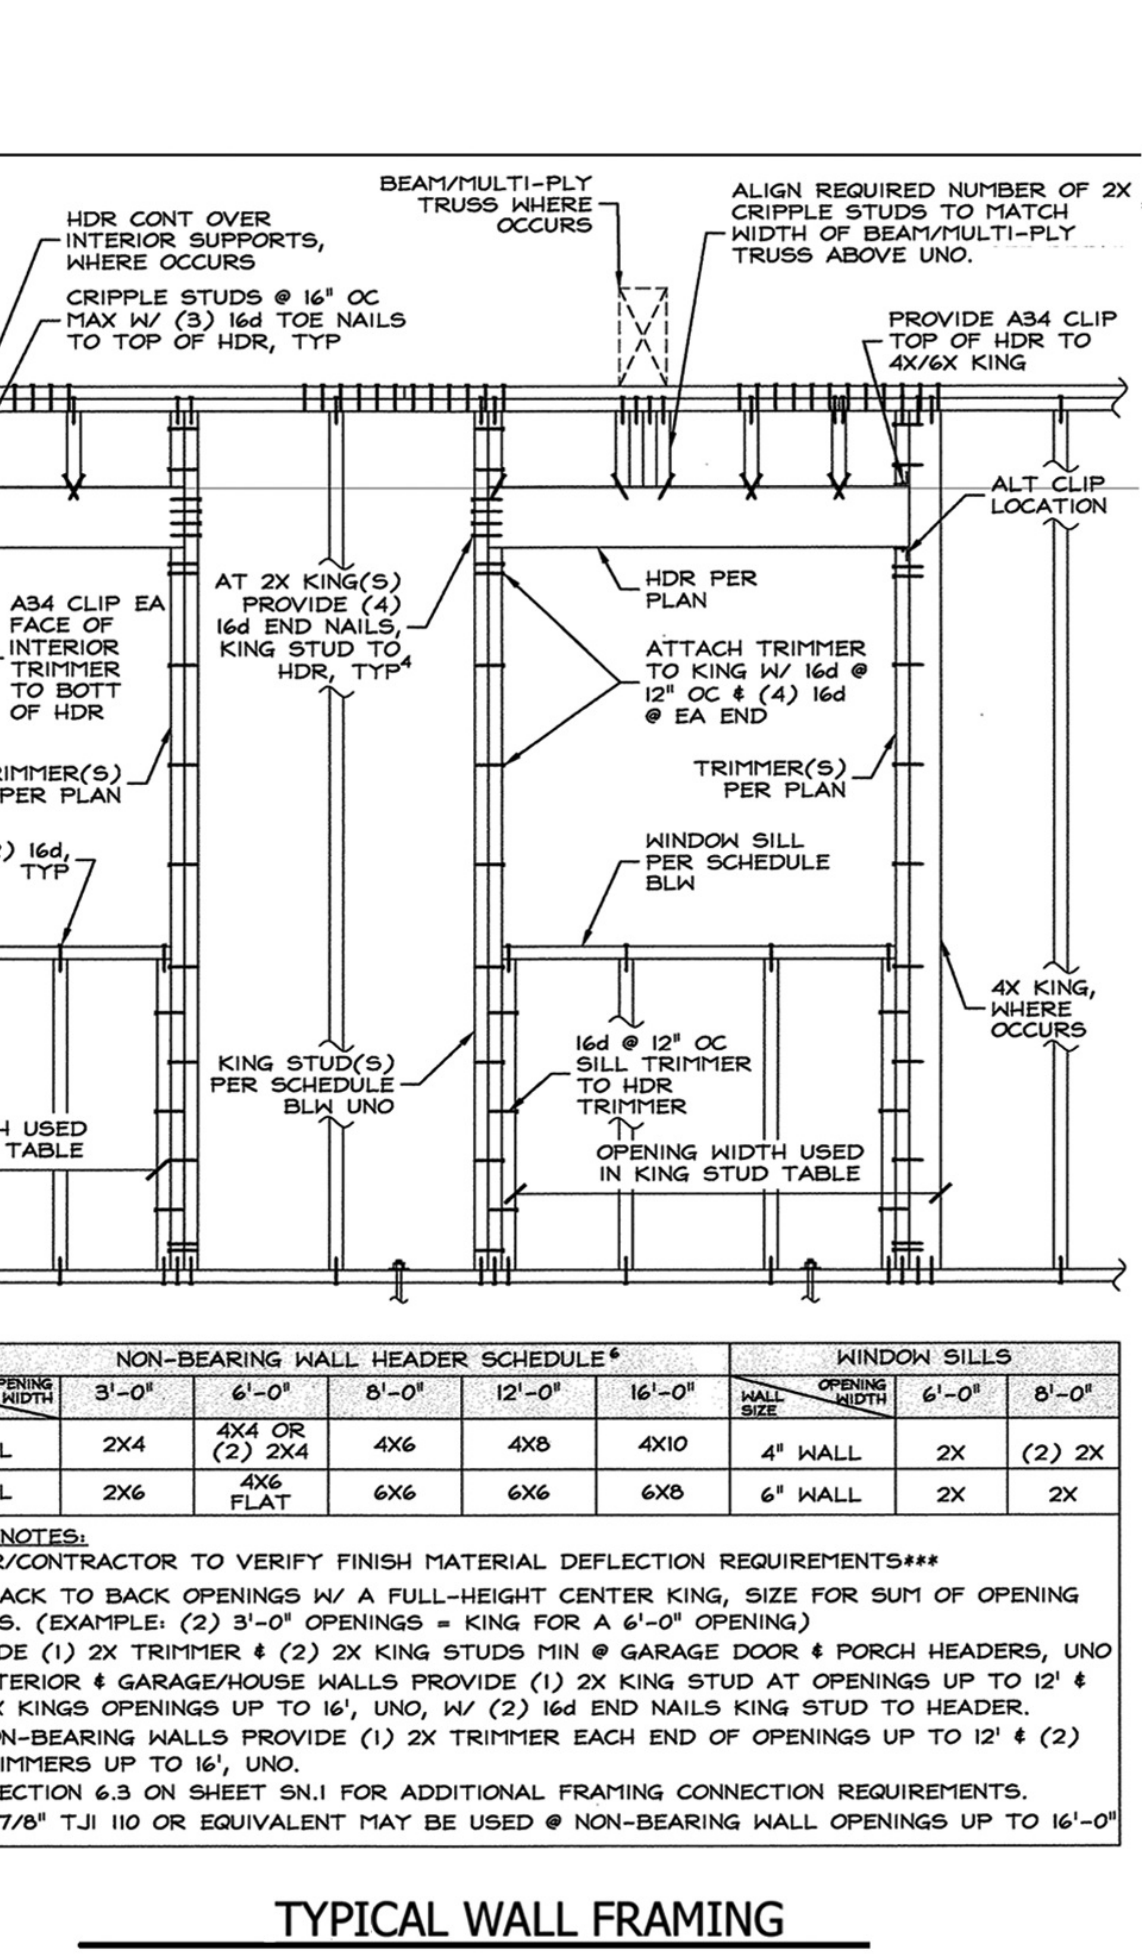 BEAM/MULTI-PLY
TRUSS WHERE
OCCURS
ALIGN REQUIRED NUMBER OF 2X
CRIPPLE STUDS TO MATCH
WIDTH OF BEAM/MULTI-PLY
TRUSS ABOVE UNO.
HDR CONT OVER
INTERIOR SUPPORTS,
WHERE OCCURS
CRIPPLE STUDS @ 16" OC
MAX W/ (3) 16d TOE NAILS
TO TOP OF HDR, TYP
PROVIDE A34 CLIP
TOP OF HDR TO
4X/6X KING
ALT CLIP
LOCATION
A34 CLIP EA
FACE OF
INTERIOR
TRIMMER
TO BOTT
OF HDR
AT 2X KING(S)
PROVIDE (4)
16d END NAILS,
KING STUD TO
HDR, TYP⁴
HDR PER
PLAN
ATTACH TRIMMER
TO KING W/ 16d @
12" OC & (4) 16d
@ EA END
IMMER(S)
PER PLAN
TRIMMER(S)
PER PLAN
) 16d,
TYP
WINDOW SILL
PER SCHEDULE
BLW
4X KING,
WHERE
OCCURS
KING STUD(S)
PER SCHEDULE
BLW UNO
16d @ 12" OC
SILL TRIMMER
TO HDR
TRIMMER
H USED
TABLE
OPENING WIDTH USED
IN KING STUD TABLE
NON-BEARING WALL HEADER SCHEDULE⁶ WINDOW SILLS
PENING WIDTH 3'-0" 6'-0" 8'-0" 12'-0" 16'-0" WALL SIZE OPENING WIDTH 6'-0" 8'-0"
L 2X4 4X4 OR (2) 2X4 4X6 4X8 4X10 4" WALL 2X (2) 2X
L 2X6 4X6 FLAT 6X6 6X6 6X8 6" WALL 2X 2X
NOTES:
R/CONTRACTOR TO VERIFY FINISH MATERIAL DEFLECTION REQUIREMENTS***
ACK TO BACK OPENINGS W/ A FULL-HEIGHT CENTER KING, SIZE FOR SUM OF OPENING
S. (EXAMPLE: (2) 3'-0" OPENINGS = KING FOR A 6'-0" OPENING)
DE (1) 2X TRIMMER & (2) 2X KING STUDS MIN @ GARAGE DOOR & PORCH HEADERS, UNO
TERIOR & GARAGE/HOUSE WALLS PROVIDE (1) 2X KING STUD AT OPENINGS UP TO 12' &
X KINGS OPENINGS UP TO 16', UNO, W/ (2) 16d END NAILS KING STUD TO HEADER.
ON-BEARING WALLS PROVIDE (1) 2X TRIMMER EACH END OF OPENINGS UP TO 12' & (2)
IMMERS UP TO 16', UNO.
ECTION 6.3 ON SHEET SN.1 FOR ADDITIONAL FRAMING CONNECTION REQUIREMENTS.
7/8" TJI 110 OR EQUIVALENT MAY BE USED @ NON-BEARING WALL OPENINGS UP TO 16'-0"
TYPICAL WALL FRAMING